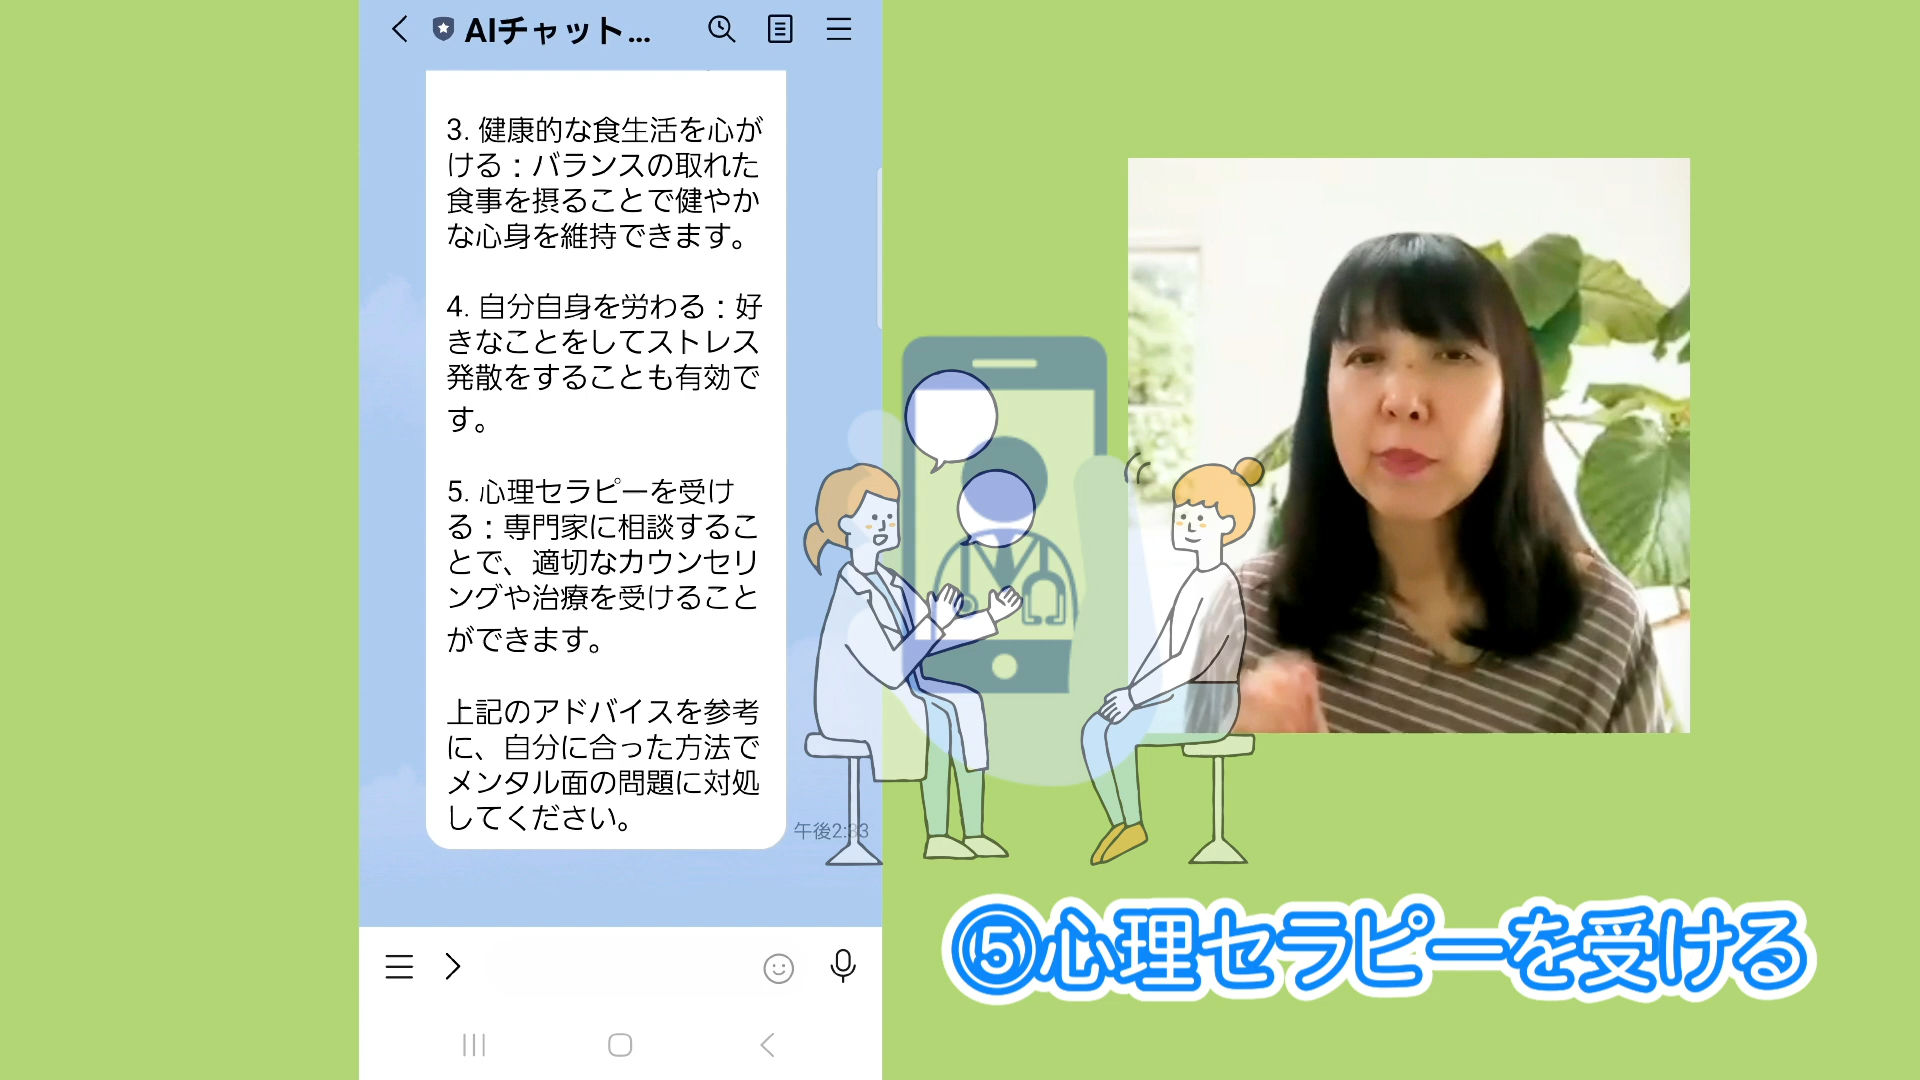 AIチャット...
3. 健康的な食生活を心が
ける：バランスの取れた
食事を摂ることで健やか
な心身を維持できます。
4. 自分自身を労わる：好
きなことをしてストレス
発散をすることも有効で
す。
5. 心理セラピーを受け
る：専門家に相談するこ
とで、適切なカウンセリ
ングや治療を受けること
ができます。
上記のアドバイスを参考
に、自分に合った方法で
メンタル面の問題に対処
してください。
午後2:33
⑤心理セラピーを受ける